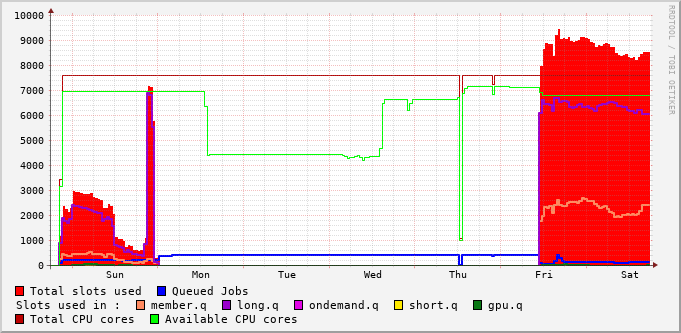 10000
9000
8000
7000
6000
5000
4000
3000
2000
1000
0
Sun Mon Tue Wed Thu Fri Sat
Total slots used Queued Jobs
Slots used in : member.q long.q ondemand.q short.q gpu.q
Total CPU cores Available CPU cores
RRDTOOL / TOBI OETIKER